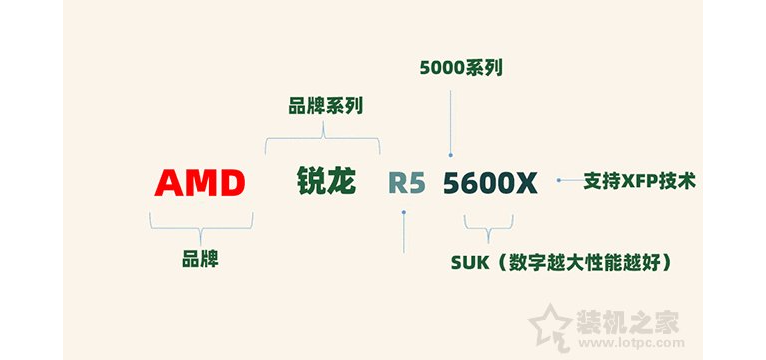 5000系列
品牌系列
AMD 锐龙 R5 5600X 支持XFP技术
品牌
SUK（数字越大性能越好）
装机之家
www.lotpc.com